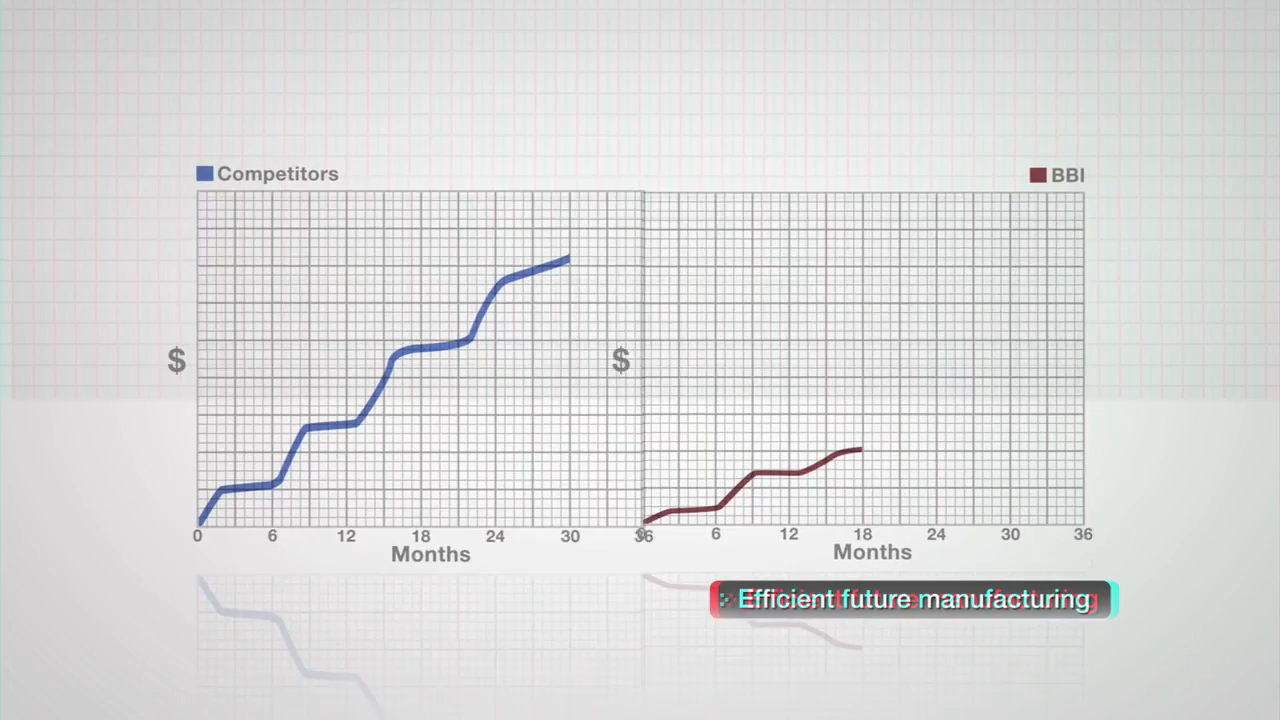 Competitors
BBI
$
$
0 6 12 18 24 30 36
Months
6 12 18 24 30 36
Months
Efficient future manufacturing